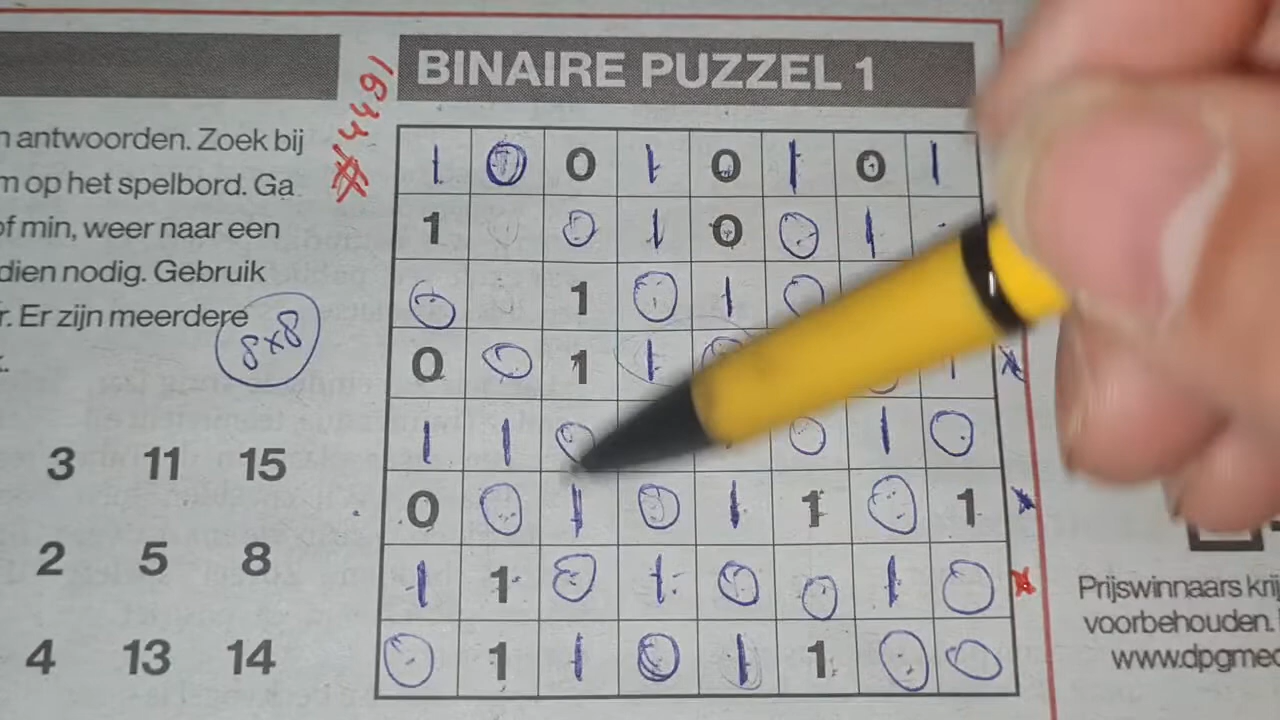 #4491
BINAIRE PUZZEL 1
n antwoorden. Zoek bij
m op het spelbord. Ga
of min, weer naar een
dien nodig. Gebruik
r. Er zijn meerdere
8x8
3 11 15
2 5 8
4 13 14
1 0 0 1 0 1 0 1
1 0 1 0 0 1
0 1 0 1 0
0 0 1 1
1 1 0 0 1 0
0 0 1 0 1 1 0 1
1 1 0 1 0 0 1 0
0 1 1 0 1 1 0 0
Prijswinnaars krij
voorbehouden.
www.dpgmed